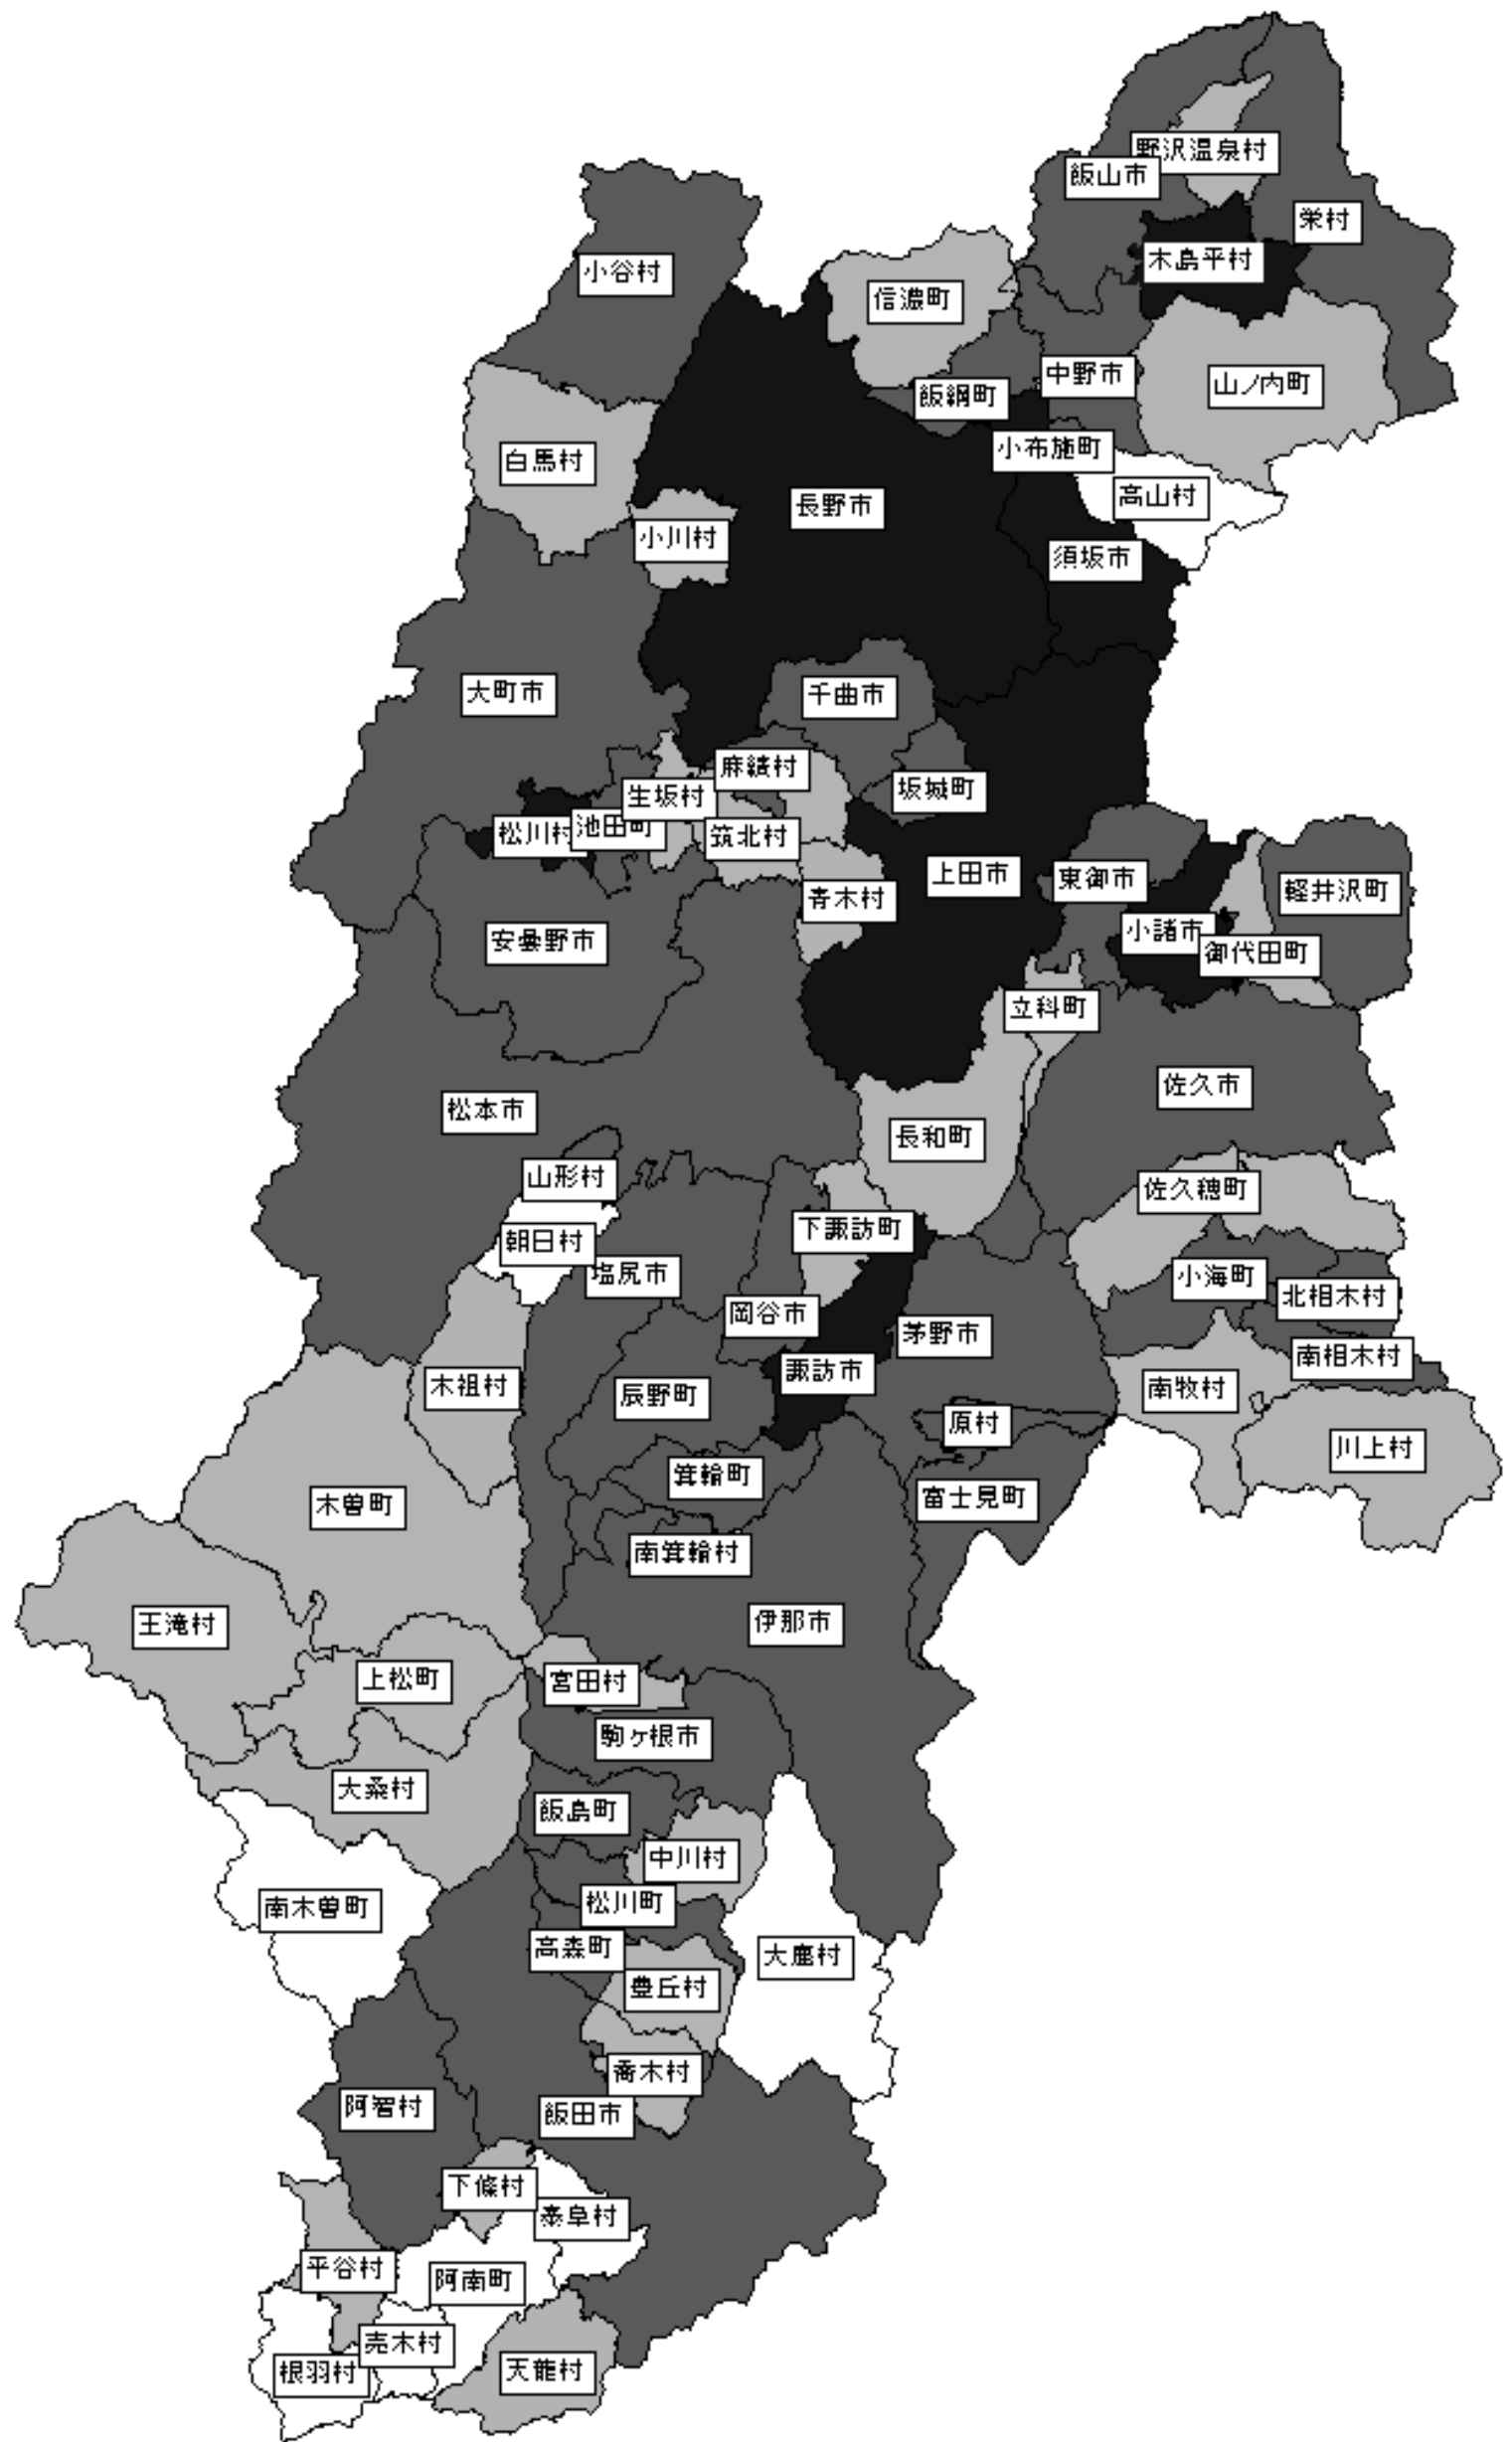 野沢温泉村
飯山市
栄村
木島平村
小谷村
信濃町
中野市
山ノ内町
飯綱町
小布施町
白馬村
高山村
長野市
小川村
須坂市
大町市
千曲市
麻績村
坂城町
生坂村
松川村
池田町
筑北村
上田市
東御市
軽井沢町
青木村
小諸市
安曇野市
御代田町
立科町
佐久市
松本市
長和町
山形村
佐久穂町
下諏訪町
朝日村
塩尻市
小海町
北相木村
岡谷市
茅野市
南相木村
諏訪市
木祖村
辰野町
南牧村
原村
川上村
箕輪町
富士見町
木曽町
南箕輪村
王滝村
伊那市
上松町
宮田村
駒ヶ根市
大桑村
飯島町
中川村
松川町
南木曽町
高森町
大鹿村
豊丘村
喬木村
阿智村
飯田市
下條村
泰阜村
平谷村
阿南町
売木村
根羽村
天龍村